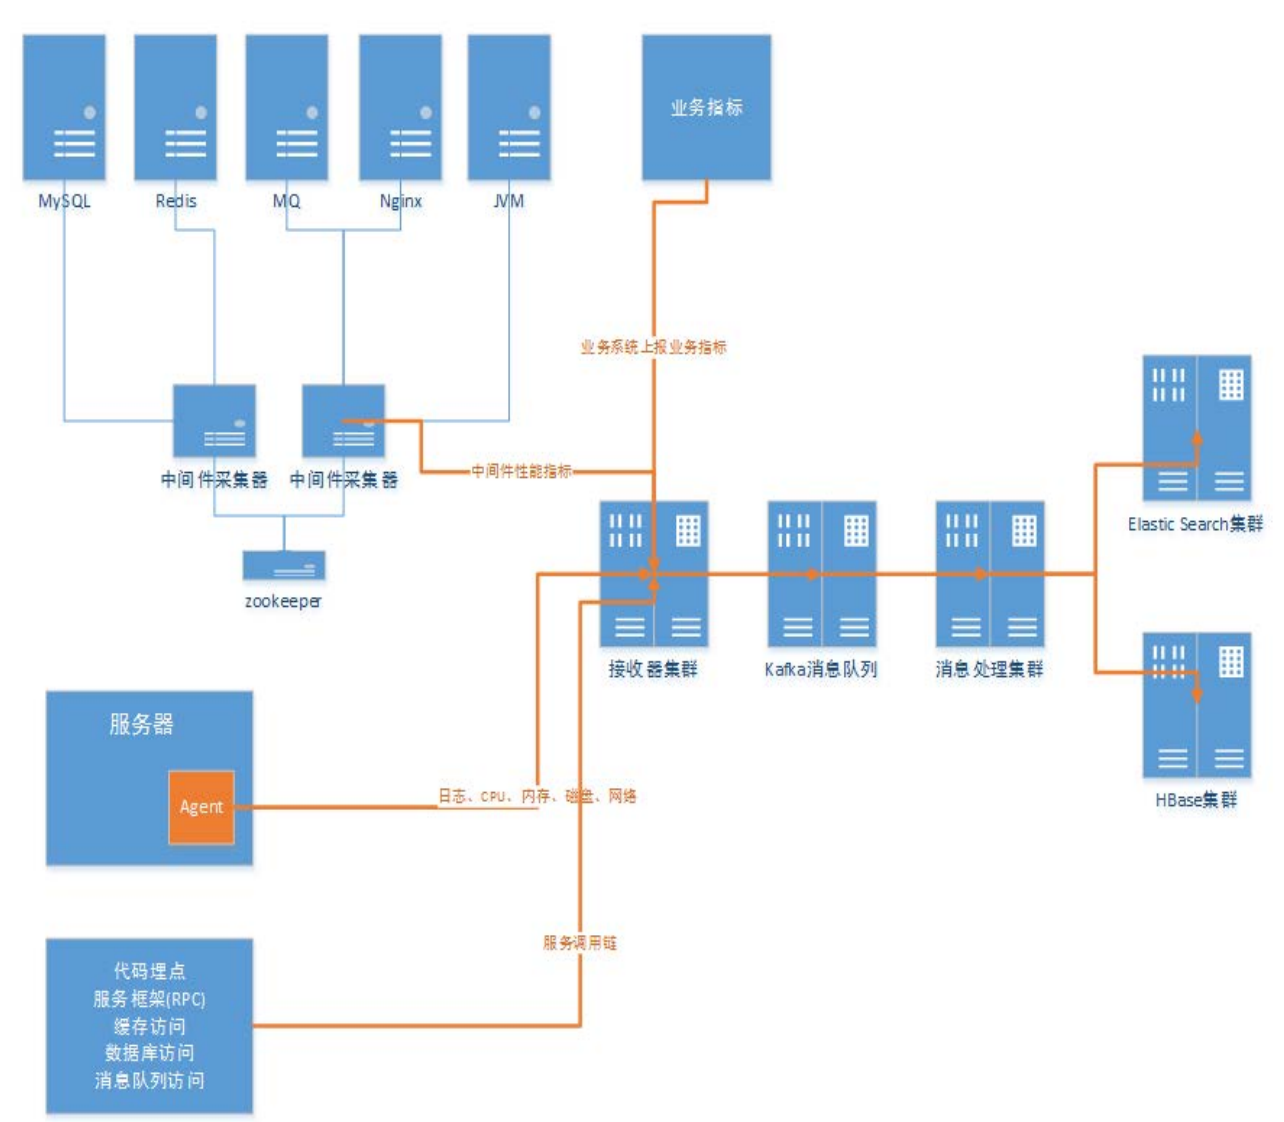 MySQL
Redis
MQ
Nginx
JVM
业务指标
业务系统上报业务指标
中间件采集器
中间件采集器
中间件性能指标
zookeeper
接收器集群
Kafka消息队列
消息处理集群
Elastic Search集群
HBase集群
服务器
Agent
日志、CPU、内存、磁盘、网络
服务调用链
代码埋点
服务框架(RPC)
缓存访问
数据库访问
消息队列访问